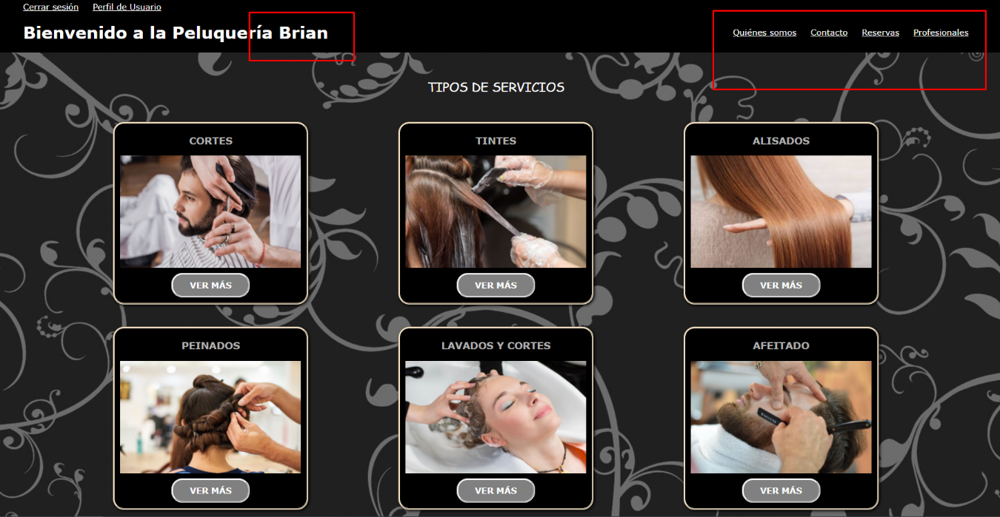 Cerrar sesión Perfil de Usuario
Bienvenido a la Peluquería Brian
Quiénes somos Contacto Reservas Profesionales
TIPOS DE SERVICIOS
CORTES
TINTES
ALISADOS
VER MÁS
VER MÁS
VER MÁS
PEINADOS
LAVADOS Y CORTES
AFEITADO
VER MÁS
VER MÁS
VER MÁS